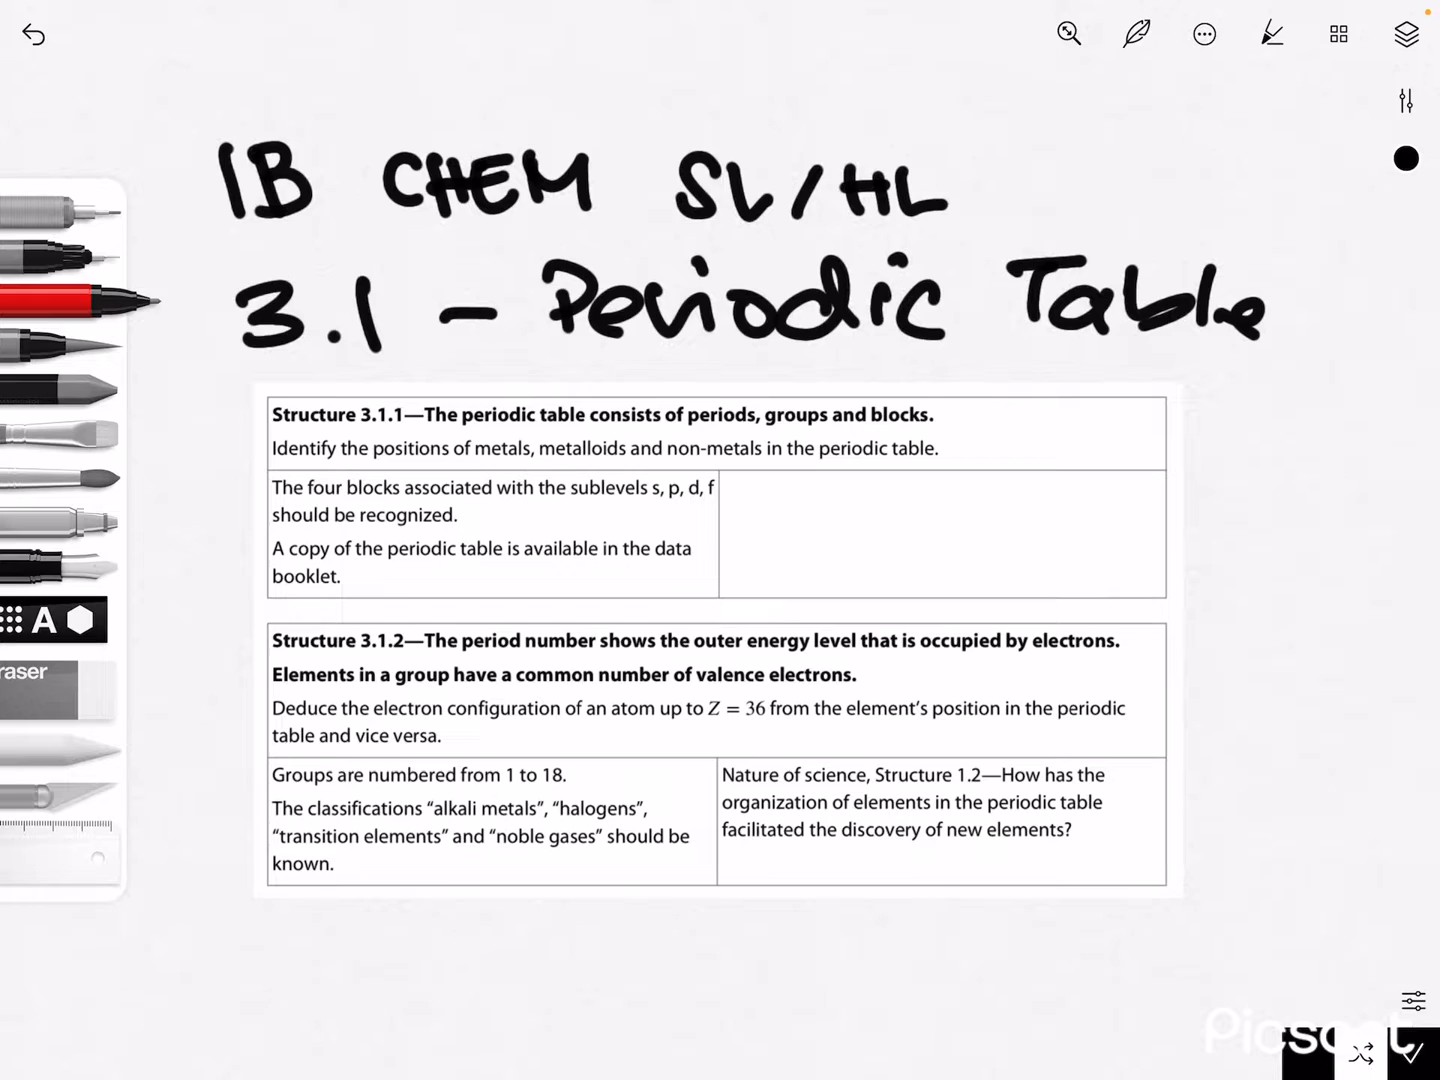 IB CHEM SL/HL
3.1 - Periodic Table
Structure 3.1.1—The periodic table consists of periods, groups and blocks.
Identify the positions of metals, metalloids and non-metals in the periodic table.
The four blocks associated with the sublevels s, p, d, f
should be recognized.
A copy of the periodic table is available in the data
booklet.
Structure 3.1.2—The period number shows the outer energy level that is occupied by electrons.
Elements in a group have a common number of valence electrons.
Deduce the electron configuration of an atom up to Z = 36 from the element's position in the periodic
table and vice versa.
Groups are numbered from 1 to 18.
The classifications "alkali metals", "halogens",
"transition elements" and "noble gases" should be
known.
Nature of science, Structure 1.2—How has the
organization of elements in the periodic table
facilitated the discovery of new elements?
A
raser